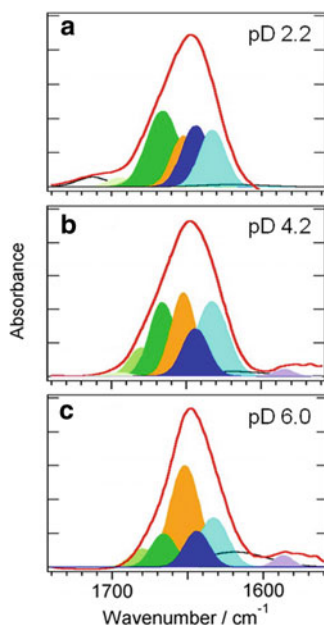 a
pD 2.2
b
pD 4.2
Absorbance
c
pD 6.0
1700
1600
Wavenumber / cm-1